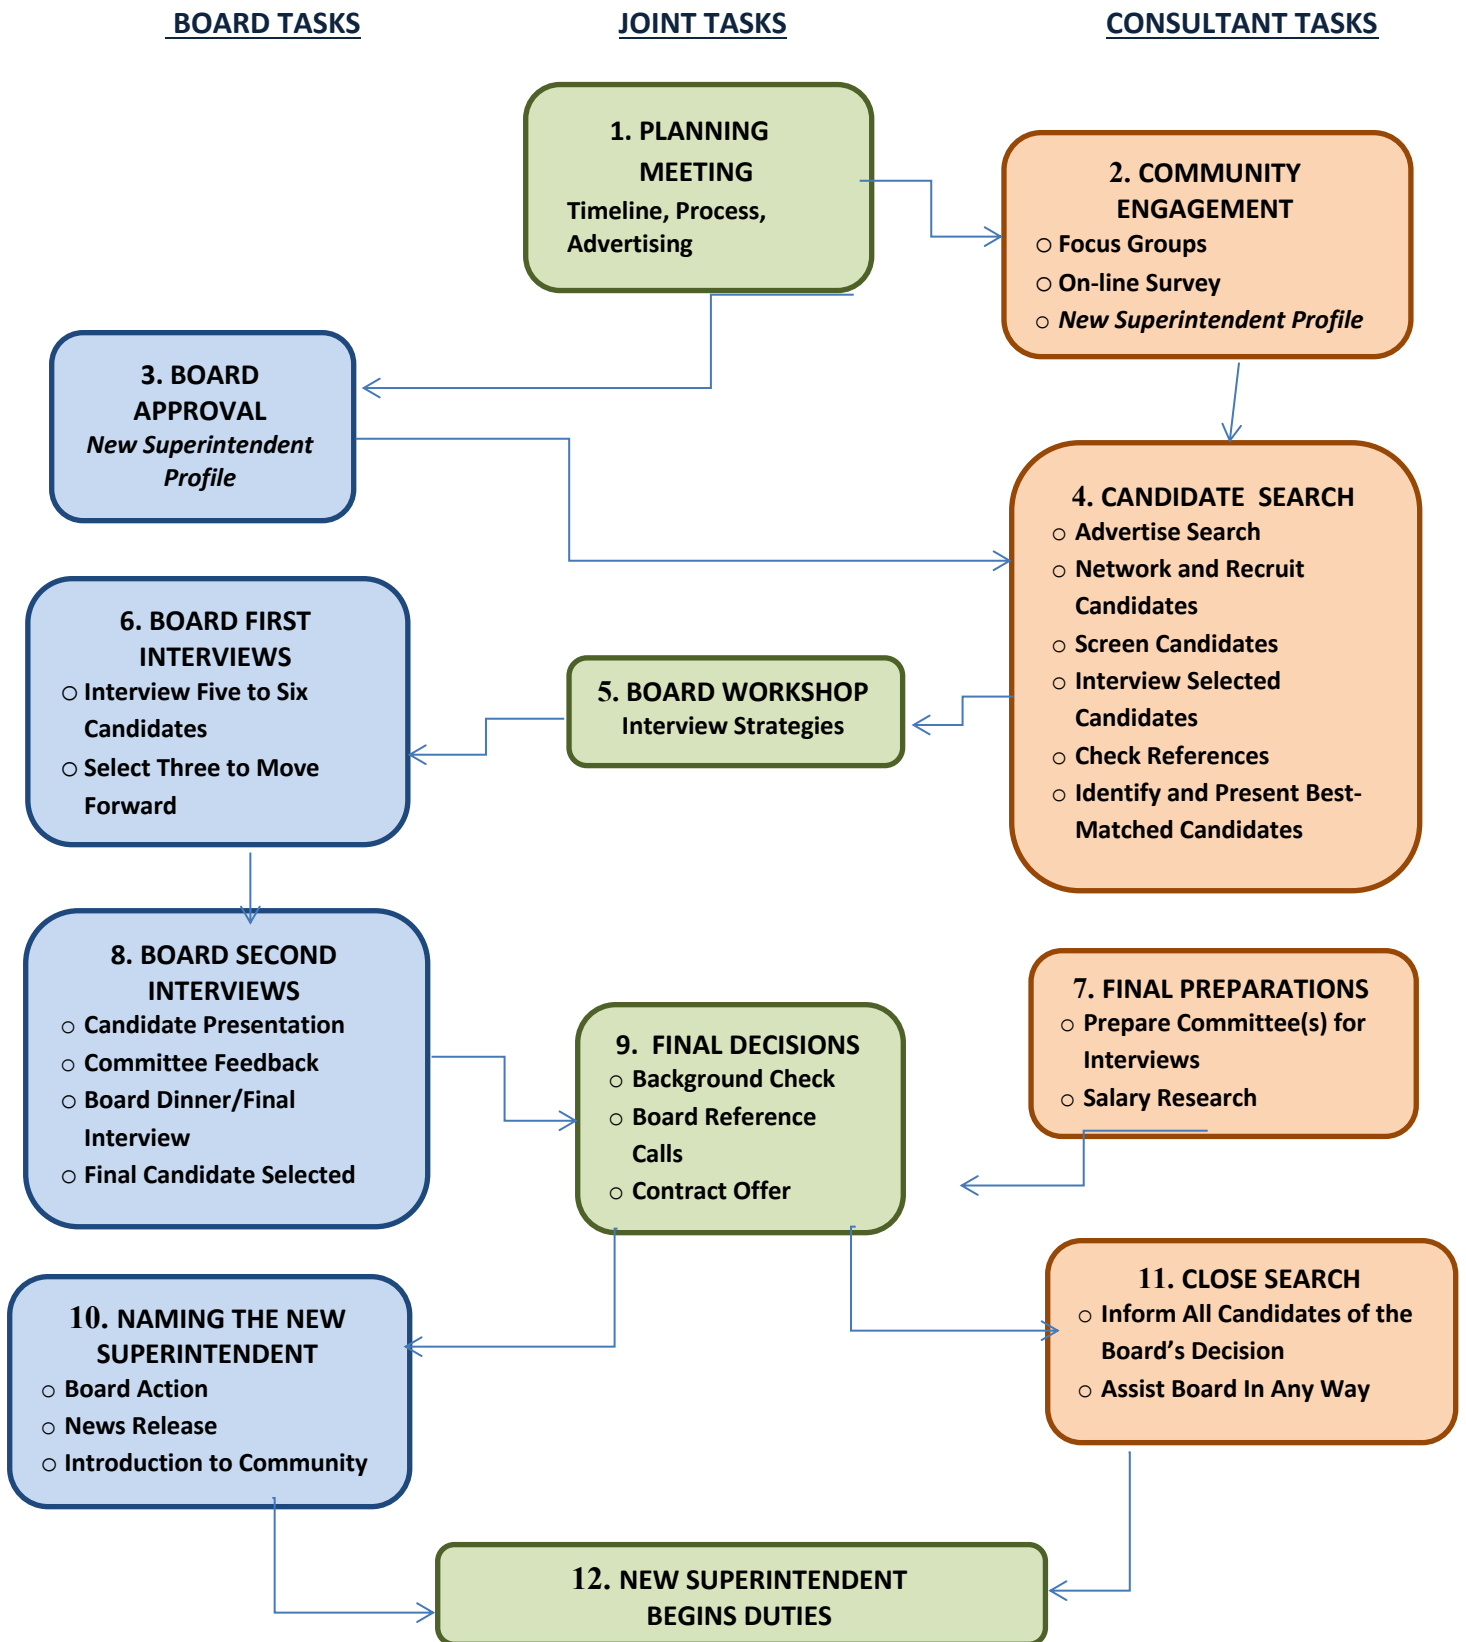 BOARD TASKS
JOINT TASKS
CONSULTANT TASKS
1. PLANNING
MEETING
Timeline, Process,
Advertising
2. COMMUNITY
ENGAGEMENT
○ Focus Groups
○ On-line Survey
○ New Superintendent Profile
3. BOARD
APPROVAL
New Superintendent
Profile
4. CANDIDATE SEARCH
○ Advertise Search
○ Network and Recruit
Candidates
○ Screen Candidates
○ Interview Selected
Candidates
○ Check References
○ Identify and Present Best-
Matched Candidates
5. BOARD WORKSHOP
Interview Strategies
6. BOARD FIRST
INTERVIEWS
○ Interview Five to Six
Candidates
○ Select Three to Move
Forward
7. FINAL PREPARATIONS
○ Prepare Committee(s) for
Interviews
○ Salary Research
8. BOARD SECOND
INTERVIEWS
○ Candidate Presentation
○ Committee Feedback
○ Board Dinner/Final
Interview
○ Final Candidate Selected
9. FINAL DECISIONS
○ Background Check
○ Board Reference
Calls
○ Contract Offer
10. NAMING THE NEW
SUPERINTENDENT
○ Board Action
○ News Release
○ Introduction to Community
11. CLOSE SEARCH
○ Inform All Candidates of the
Board’s Decision
○ Assist Board In Any Way
12. NEW SUPERINTENDENT
BEGINS DUTIES